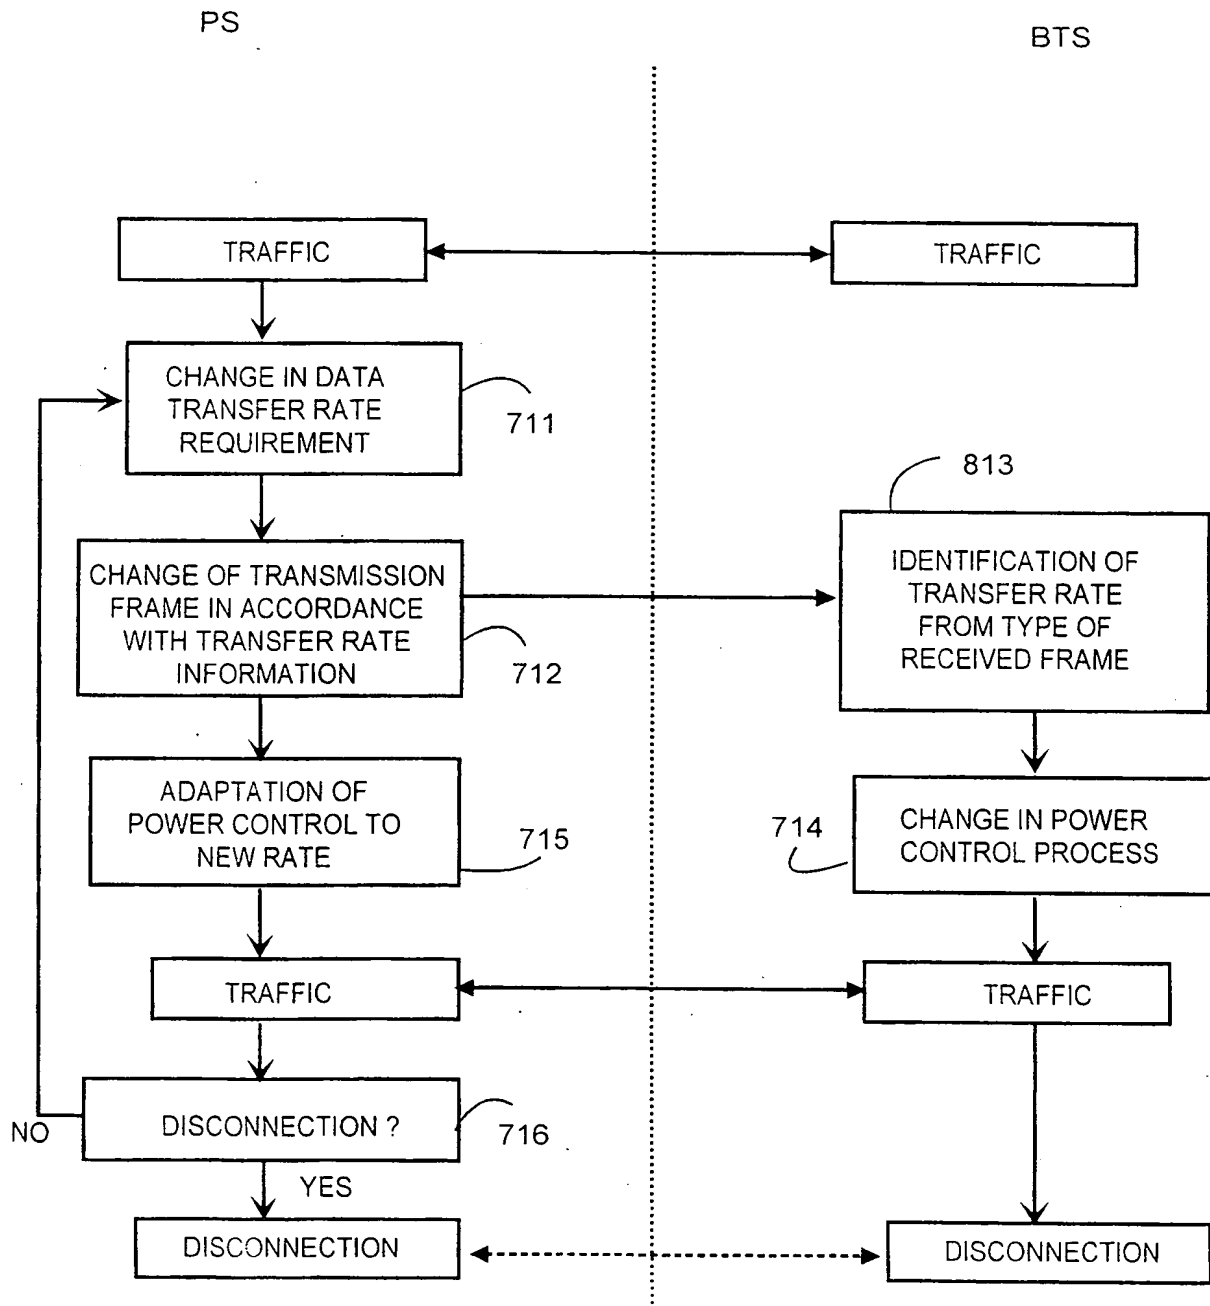 PS
BTS
TRAFFIC
TRAFFIC
CHANGE IN DATA
TRANSFER RATE
REQUIREMENT
711
813
CHANGE OF TRANSMISSION
FRAME IN ACCORDANCE
WITH TRANSFER RATE
INFORMATION
712
IDENTIFICATION OF
TRANSFER RATE
FROM TYPE OF
RECEIVED FRAME
ADAPTATION OF
POWER CONTROL TO
NEW RATE
715
714
CHANGE IN POWER
CONTROL PROCESS
TRAFFIC
TRAFFIC
DISCONNECTION ?
716
NO
YES
DISCONNECTION
DISCONNECTION